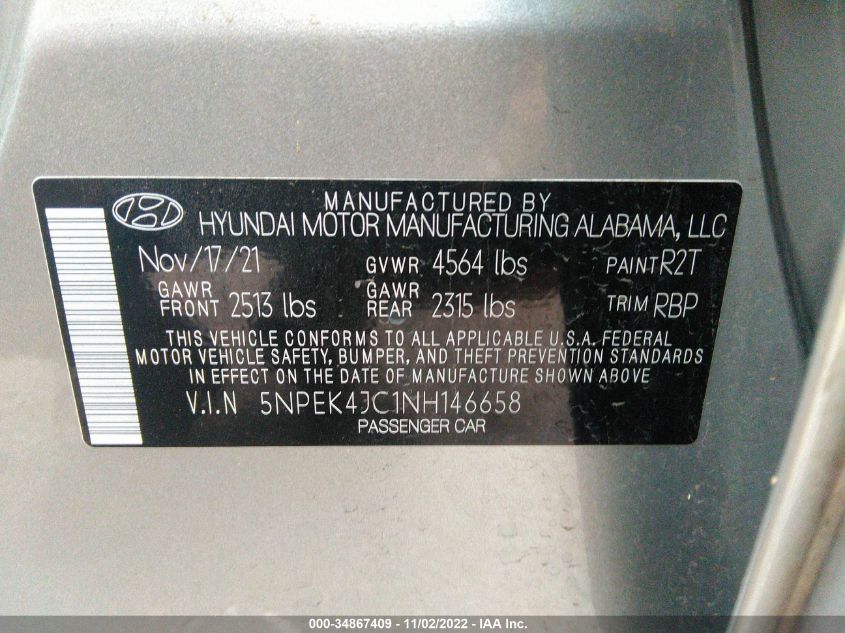 MANUFACTURED BY
HYUNDAI MOTOR MANUFACTURING ALABAMA, LLC
Nov/17/21 GVWR 4564 lbs PAINT R2T
GAWR FRONT 2513 lbs GAWR REAR 2315 lbs TRIM RBP
THIS VEHICLE CONFORMS TO ALL APPLICABLE U.S.A. FEDERAL
MOTOR VEHICLE SAFETY, BUMPER, AND THEFT PREVENTION STANDARDS
IN EFFECT ON THE DATE OF MANUFACTURE SHOWN ABOVE
V.I.N 5NPEK4JC1NH146658
PASSENGER CAR
000-34867409 - 11/02/2022 - IAA Inc.